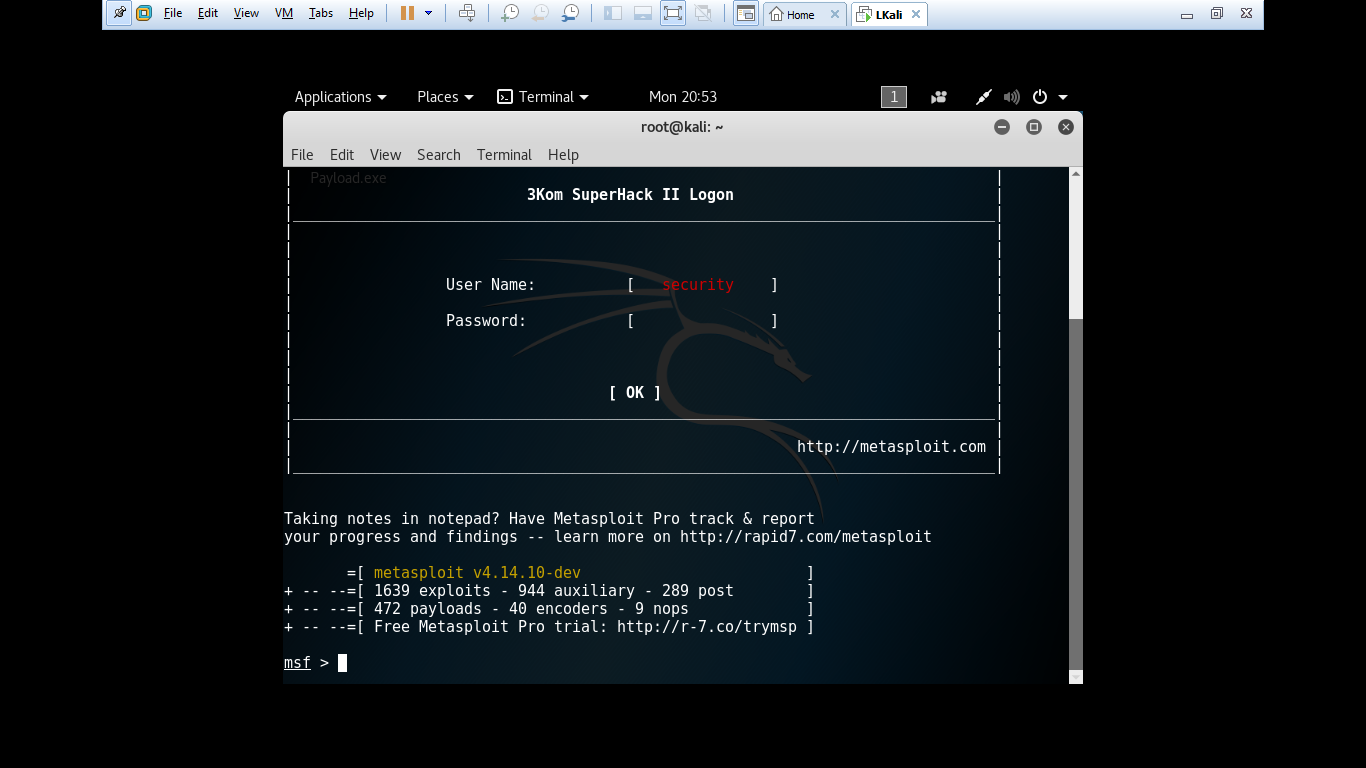 File Edit View VM Tabs Help Home LKali
Applications Places Terminal Mon 20:53 1
root@kali: ~
File Edit View Search Terminal Help
Payload.exe
3Kom SuperHack II Logon
User Name: [ security ]
Password: [ ]
[ OK ]
http://metasploit.com
Taking notes in notepad? Have Metasploit Pro track & report
your progress and findings -- learn more on http://rapid7.com/metasploit
=[ metasploit v4.14.10-dev ]
+ -- --=[ 1639 exploits - 944 auxiliary - 289 post ]
+ -- --=[ 472 payloads - 40 encoders - 9 nops ]
+ -- --=[ Free Metasploit Pro trial: http://r-7.co/trymsp ]
msf >